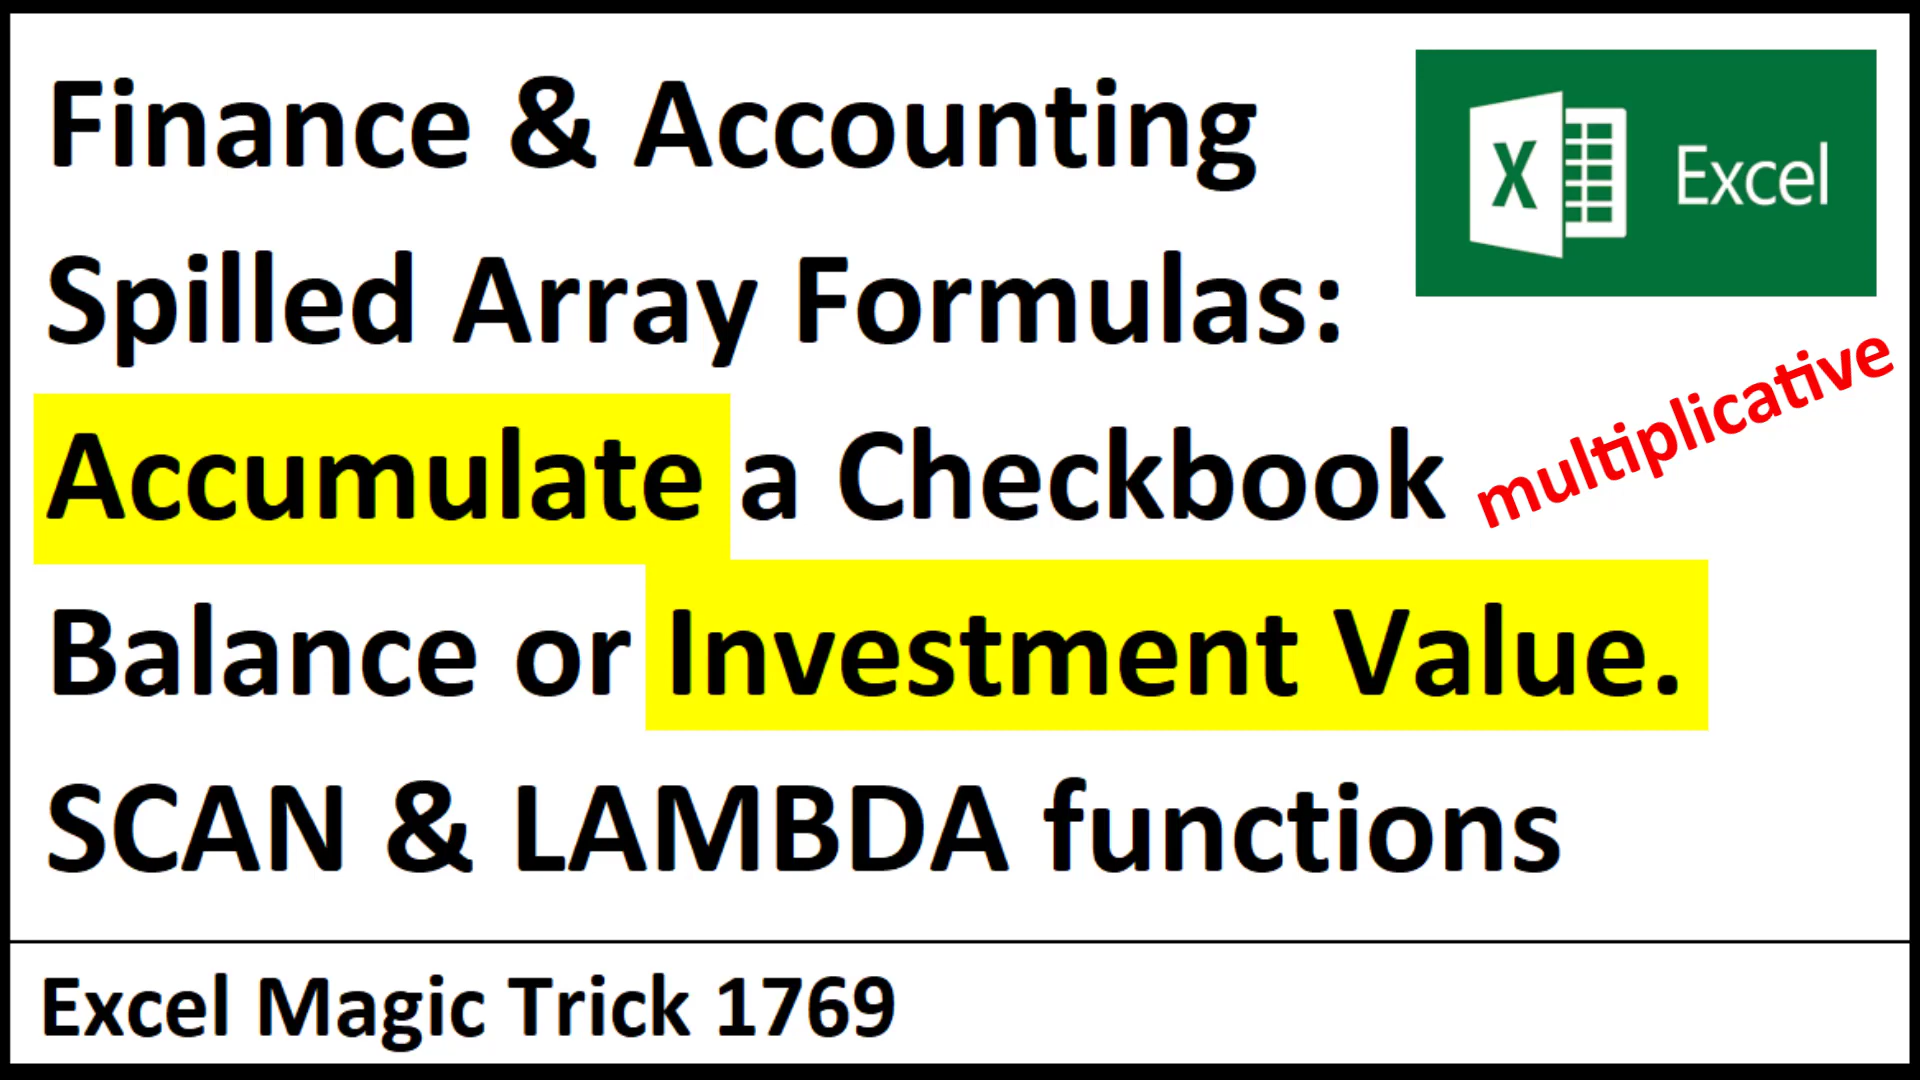 Finance & Accounting
X Excel
Spilled Array Formulas:
Accumulate a Checkbook multiplicative
Balance or Investment Value.
SCAN & LAMBDA functions
Excel Magic Trick 1769